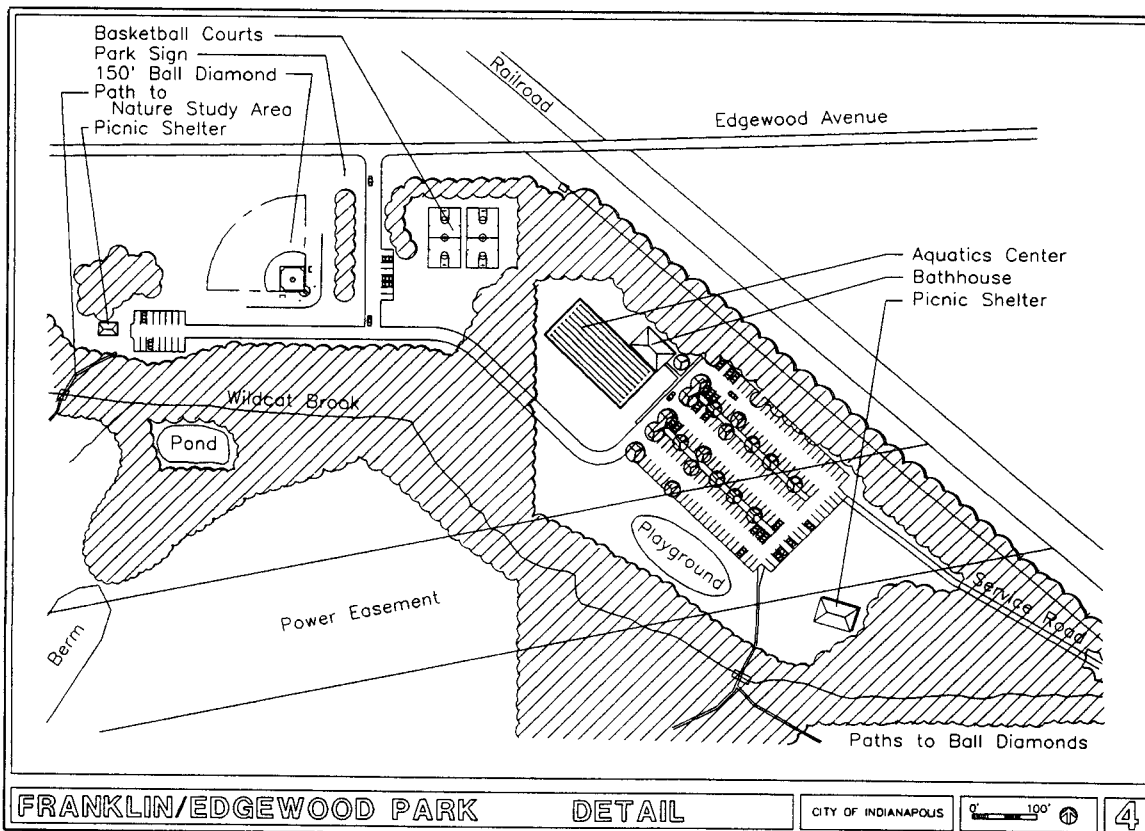 Basketball Courts
Park Sign
150' Ball Diamond
Path to
Nature Study Area
Picnic Shelter
Railroad
Edgewood Avenue
Aquatics Center
Bathhouse
Picnic Shelter
Wildcat Brook
Pond
Playground
Service Road
Power Easement
Berm
Paths to Ball Diamonds
FRANKLIN/EDGEWOOD PARK DETAIL
CITY OF INDIANAPOLIS
0' 100'
4